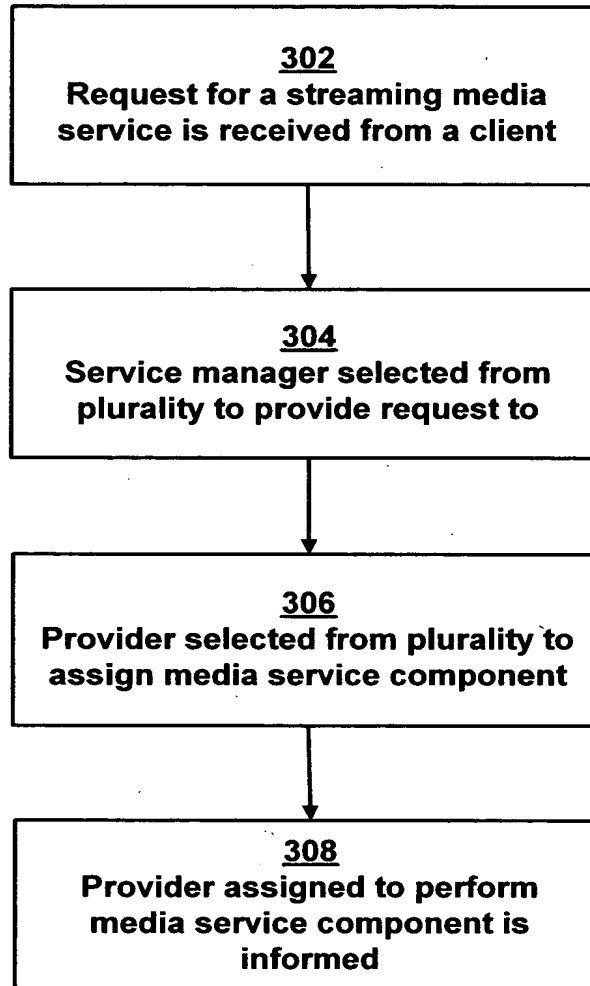 302
Request for a streaming media
service is received from a client
304
Service manager selected from
plurality to provide request to
306
Provider selected from plurality to
assign media service component
308
Provider assigned to perform
media service component is
informed